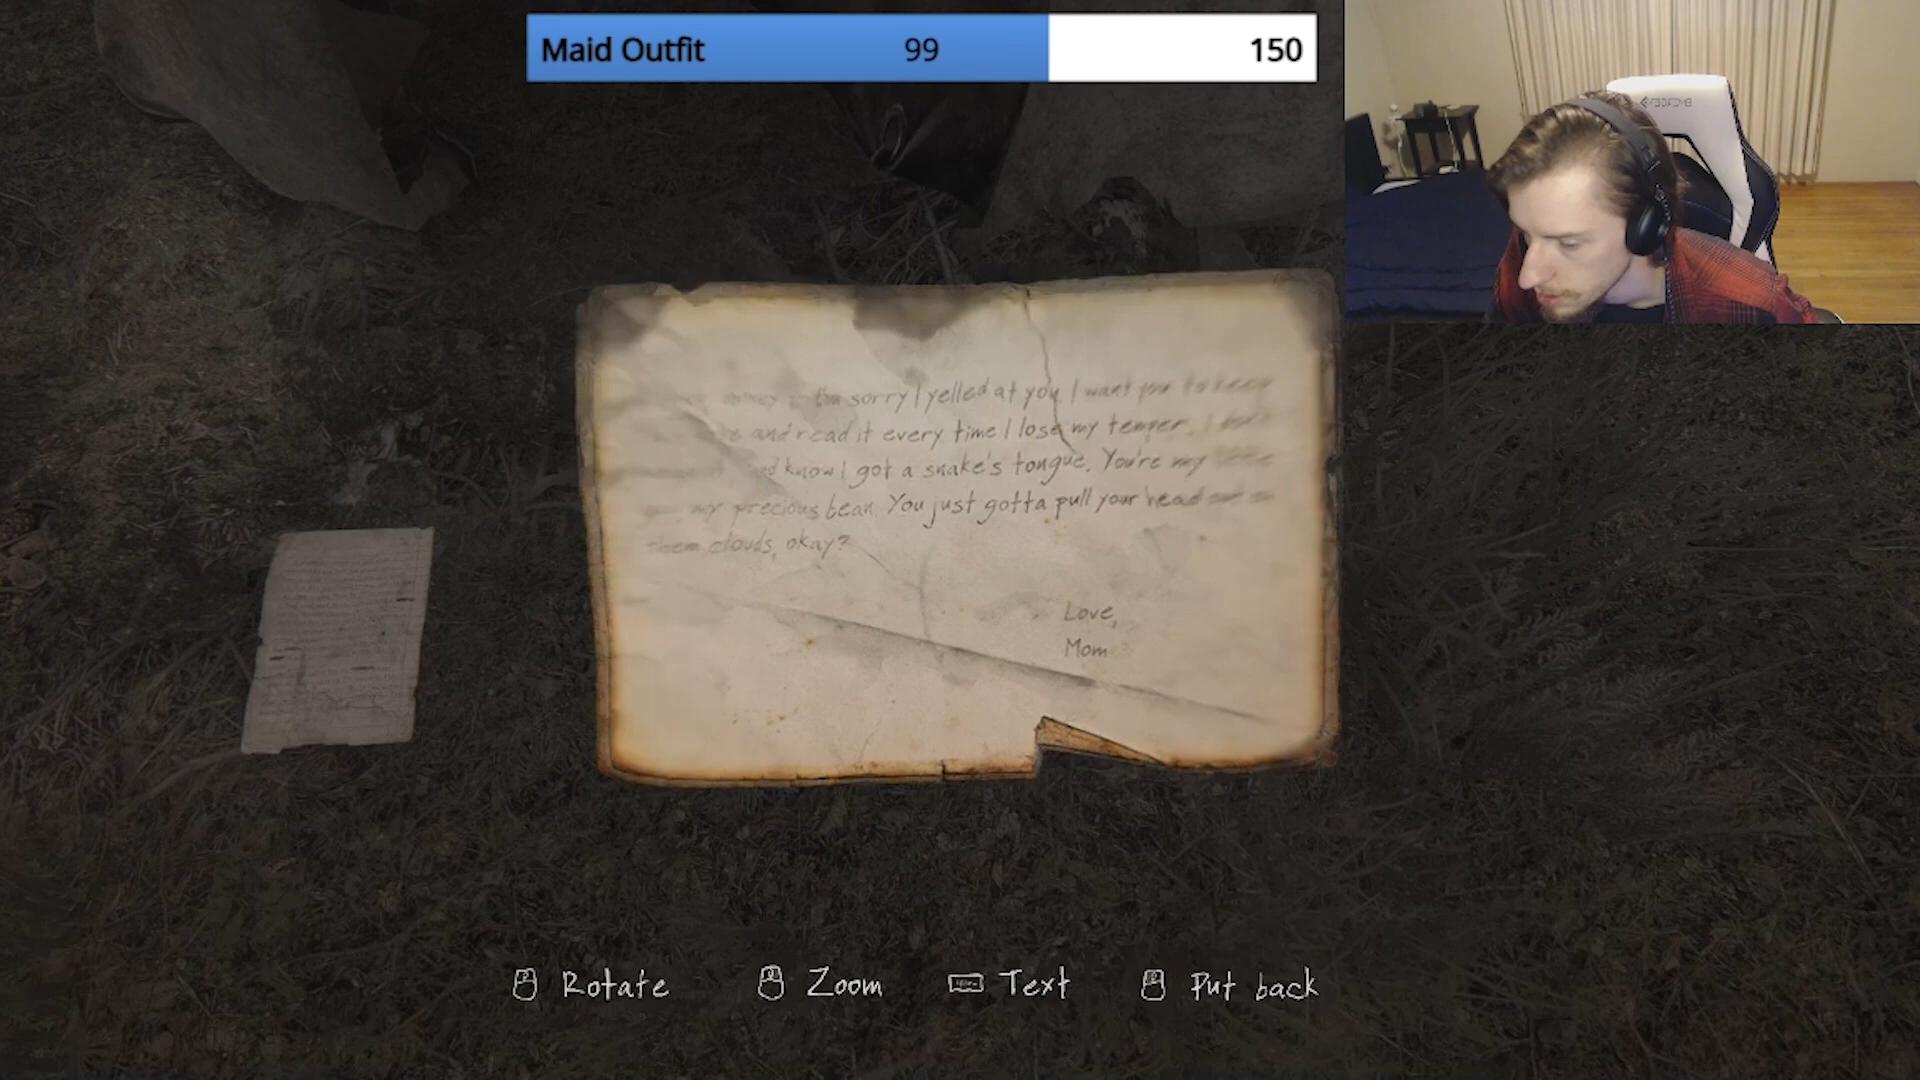 Maid Outfit 99 150
sorry I yelled at you. I want you to keep
and read it every time I lose my temper. I
and know I got a snake's tongue. You're my
my precious bean. You just gotta pull your head
them clouds, okay?
Love,
Mom
Rotate Zoom Text Put back